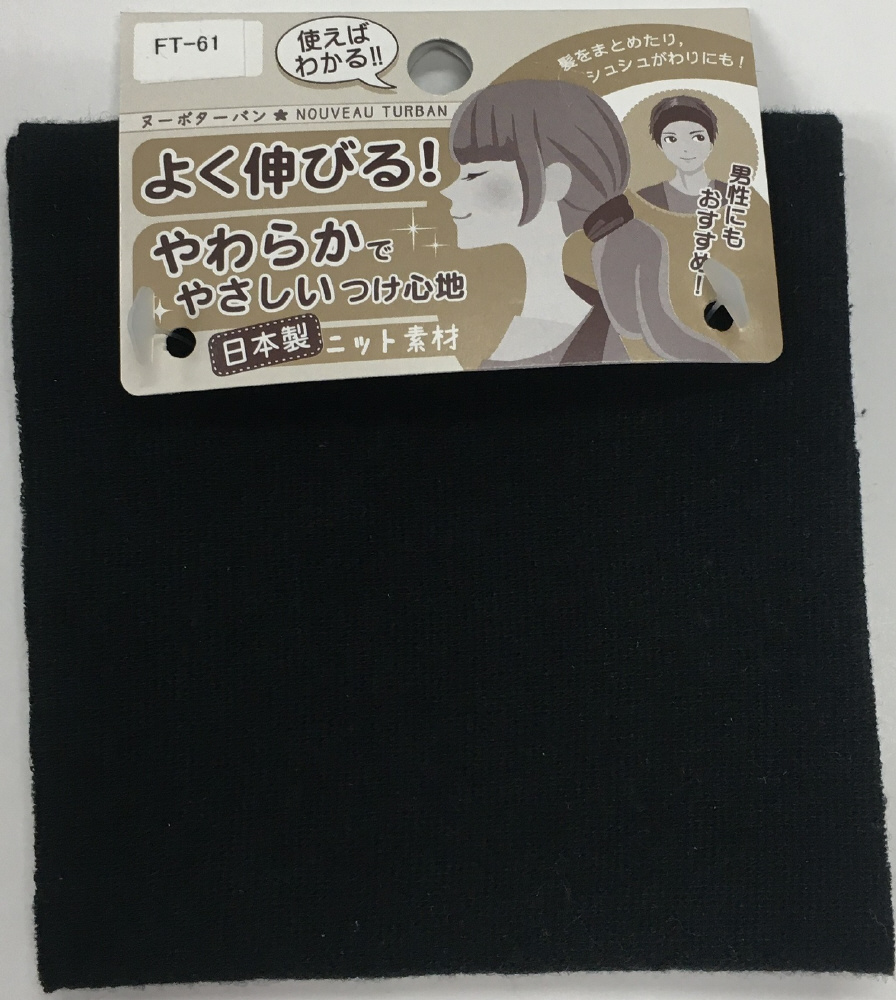 FT-61
使えば
わかる!!
髪をまとめたり,
シュシュがわりにも!
ヌーボターバン★NOUVEAU TURBAN
よく伸びる!
やわらかで
やさしいつけ心地
日本製ニット素材
男性にも
おすすめ!